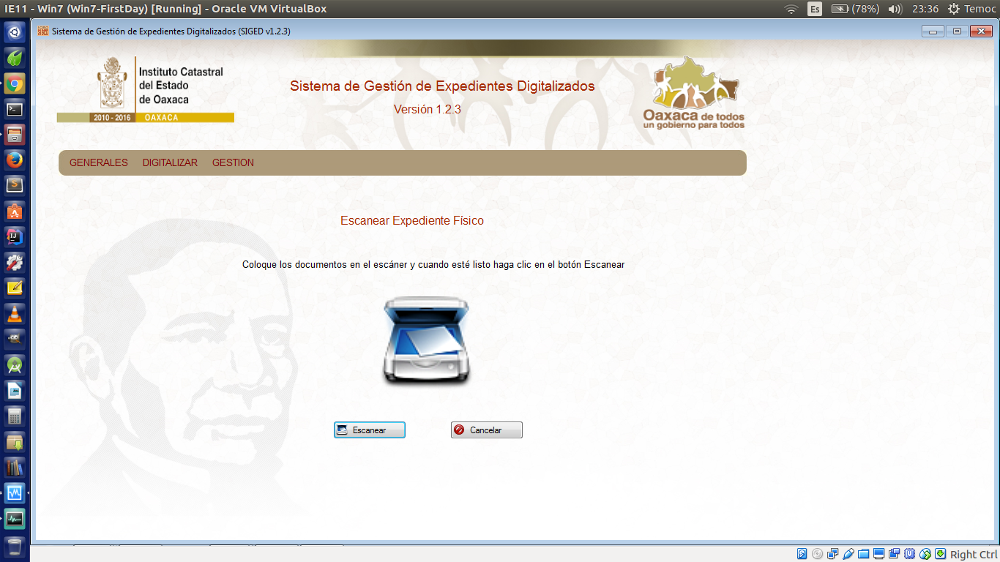 IE11 - Win7 (Win7-FirstDay) [Running] - Oracle VM VirtualBox
Es
(78%)
23:36
Temoc
Sistema de Gestión de Expedientes Digitalizados (SIGED v1.2.3)
Instituto Catastral
del Estado
de Oaxaca
2010 - 2016 OAXACA
Sistema de Gestión de Expedientes Digitalizados
Versión 1.2.3
Oaxaca de todos
un gobierno para todos
GENERALES DIGITALIZAR GESTION
Escanear Expediente Físico
Coloque los documentos en el escáner y cuando esté listo haga clic en el botón Escanear
Escanear
Cancelar
Right Ctrl